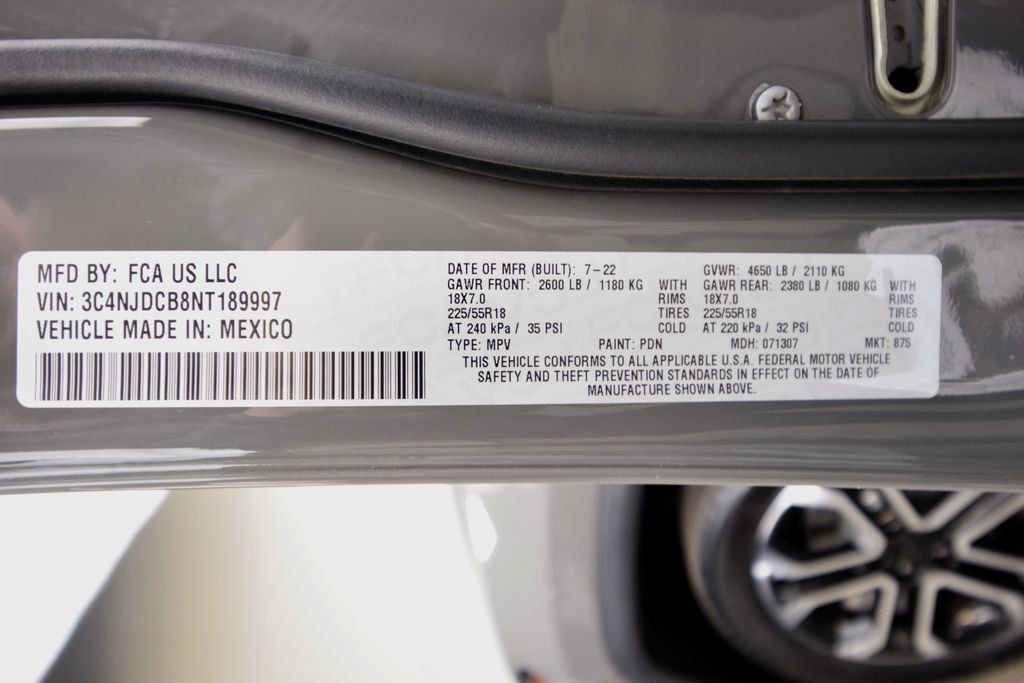 MFD BY: FCA US LLC
VIN: 3C4NJDCB8NT189997
VEHICLE MADE IN: MEXICO
DATE OF MFR (BUILT): 7-22 GVWR: 4650 LB / 2110 KG
GAWR FRONT: 2600 LB / 1180 KG WITH GAWR REAR: 2380 LB / 1080 KG WITH
18X7.0 RIMS 18X7.0 RIMS
225/55R18 TIRES 225/55R18 TIRES
AT 240 kPa / 35 PSI COLD AT 220 kPa / 32 PSI COLD
TYPE: MPV PAINT: PDN MDH: 071307 MKT: 875
THIS VEHICLE CONFORMS TO ALL APPLICABLE U.S.A. FEDERAL MOTOR VEHICLE
SAFETY AND THEFT PREVENTION STANDARDS IN EFFECT ON THE DATE OF
MANUFACTURE SHOWN ABOVE.